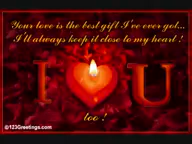 Your love is the best gift I've ever got...
I'll always keep it close to my heart !
I U
too !
©123Greetings.com